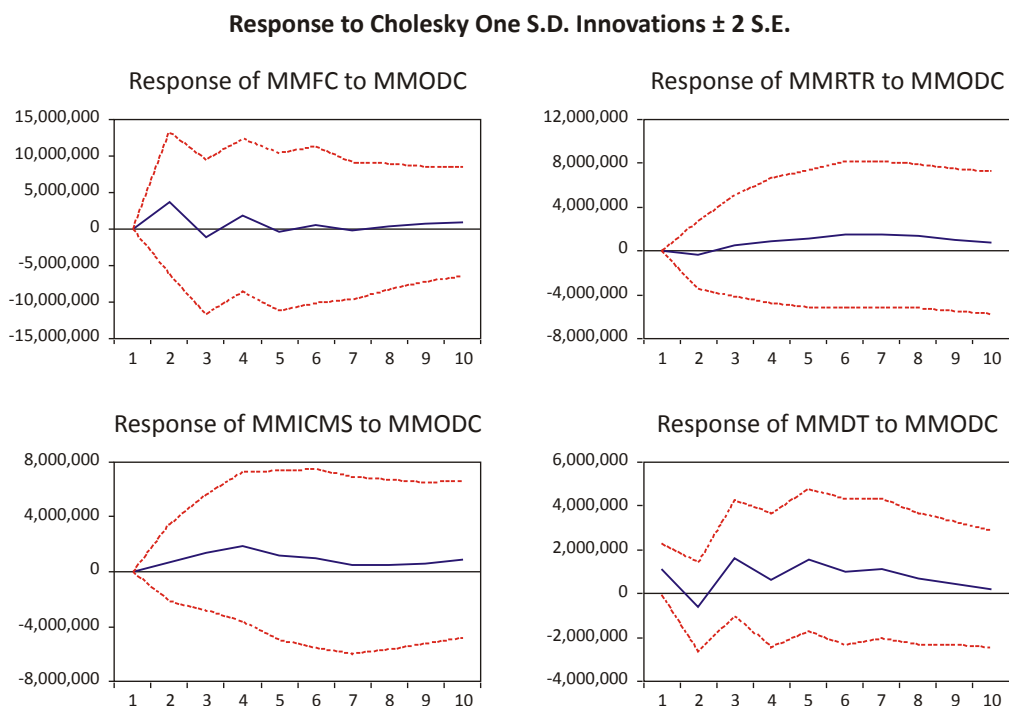 Response to Cholesky One S.D. Innovations ± 2 S.E.
Response of MMFC to MMODC
15,000,000
10,000,000
5,000,000
0
-5,000,000
-10,000,000
-15,000,000
1 2 3 4 5 6 7 8 9 10
Response of MMRTR to MMODC
12,000,000
8,000,000
4,000,000
0
-4,000,000
-8,000,000
1 2 3 4 5 6 7 8 9 10
Response of MMICMS to MMODC
8,000,000
4,000,000
0
-4,000,000
-8,000,000
1 2 3 4 5 6 7 8 9 10
Response of MMDT to MMODC
6,000,000
4,000,000
2,000,000
0
-2,000,000
-4,000,000
1 2 3 4 5 6 7 8 9 10